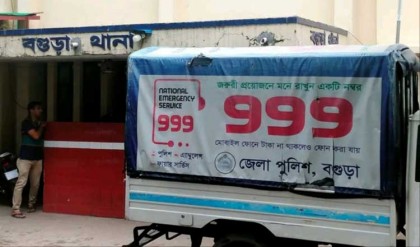 বগুড়া থানা
জরুরী প্রয়োজনে মনে রাখুন একটি নম্বর
NATIONAL
EMERGENCY
SERVICE
999
999
মোবাইল ফোনে টাকা না থাকলেও ফোন করা যায়
পুলিশ
ফায়ার সার্ভিস
জেলা পুলিশ, বগুড়া